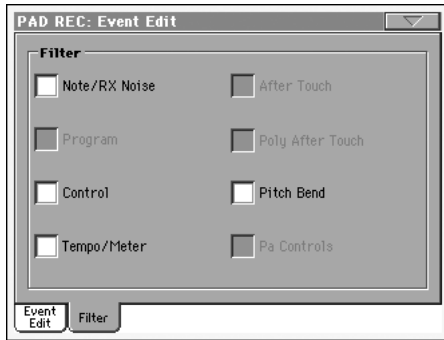 PAD REC: Event Edit
Filter
Note/RX Noise
After Touch
Program
Poly After Touch
Control
Pitch Bend
Tempo/Meter
Pa Controls
Event
Edit
Filter